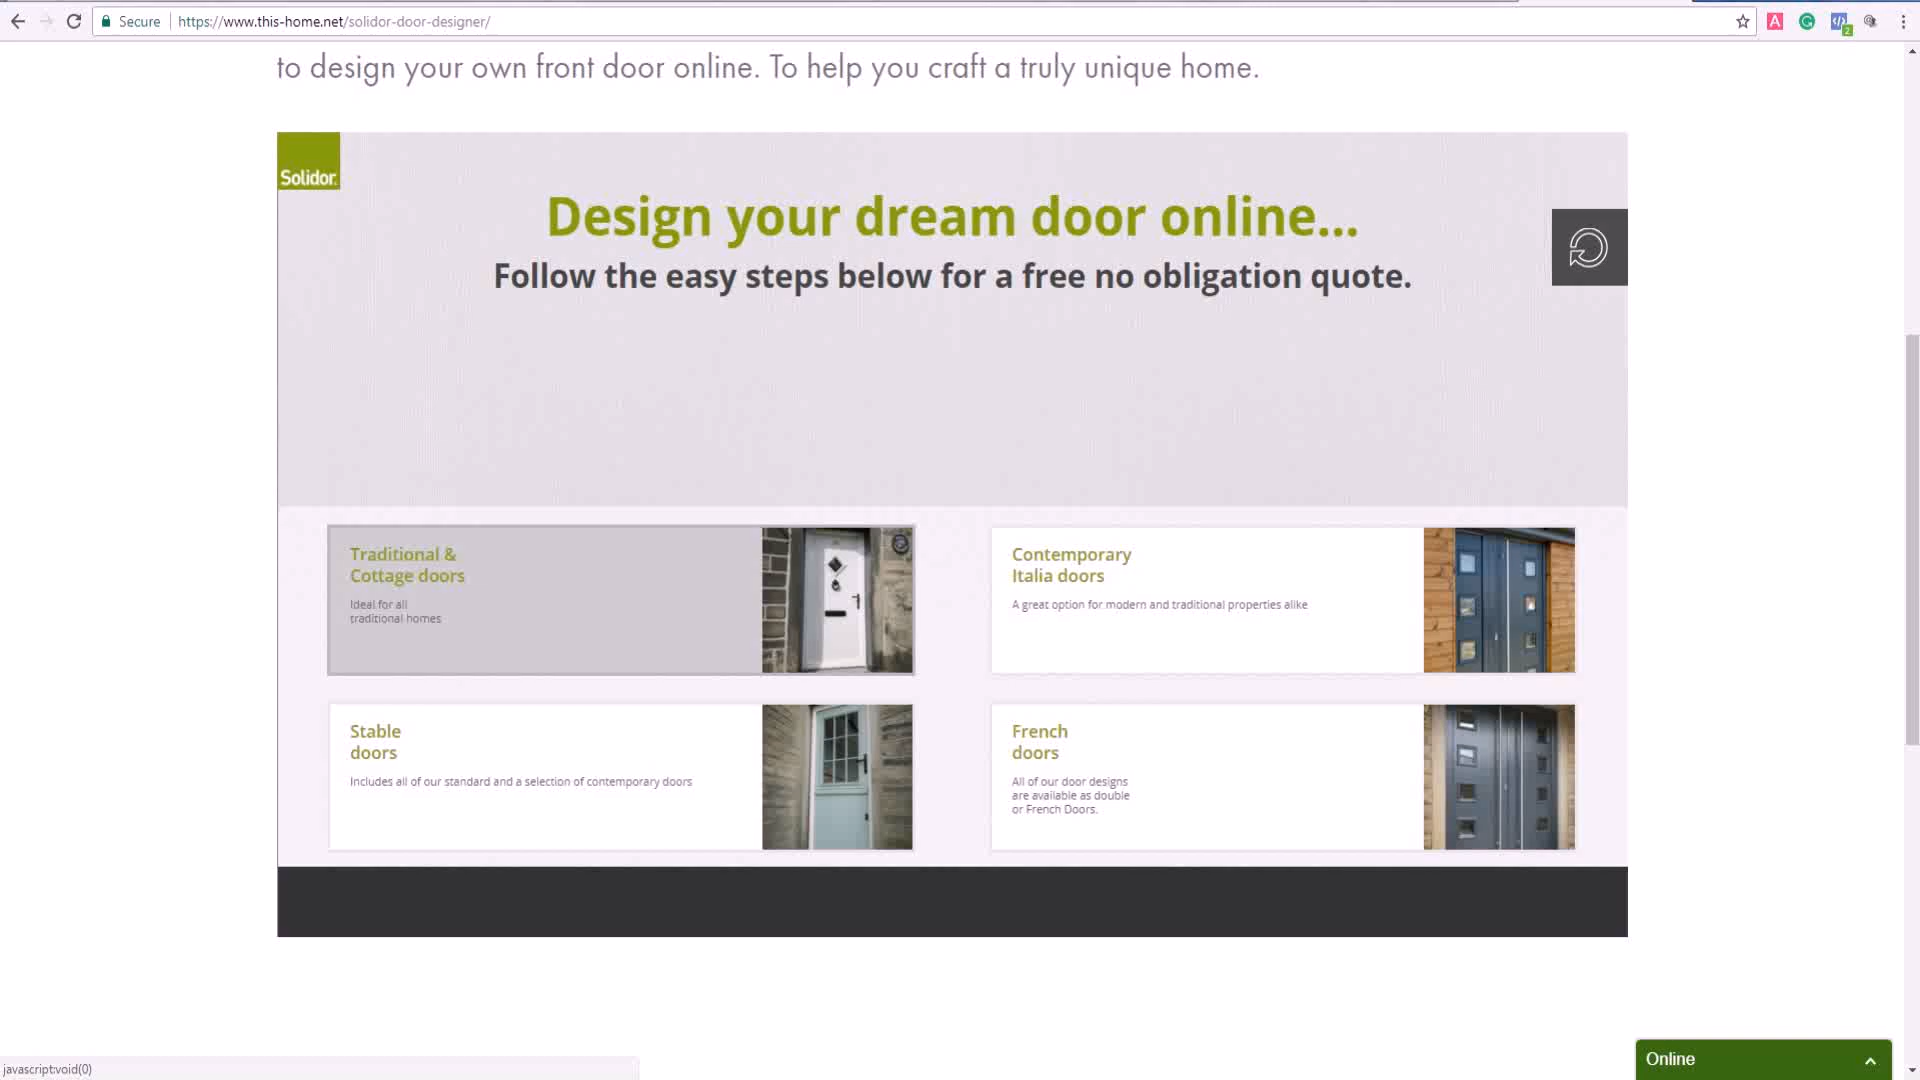 Secure
https://www.this-home.net/solidor-door-designer/
A
2
to design your own front door online. To help you craft a truly unique home.
Solidor.
Design your dream door online...
Follow the easy steps below for a free no obligation quote.
Traditional &
Cottage doors
Ideal for all
traditional homes
Contemporary
Italia doors
A great option for modern and traditional properties alike
Stable
doors
Includes all of our standard and a selection of contemporary doors
French
doors
All of our door designs
are available as double
or French Doors.
javascript:void(0)
Online